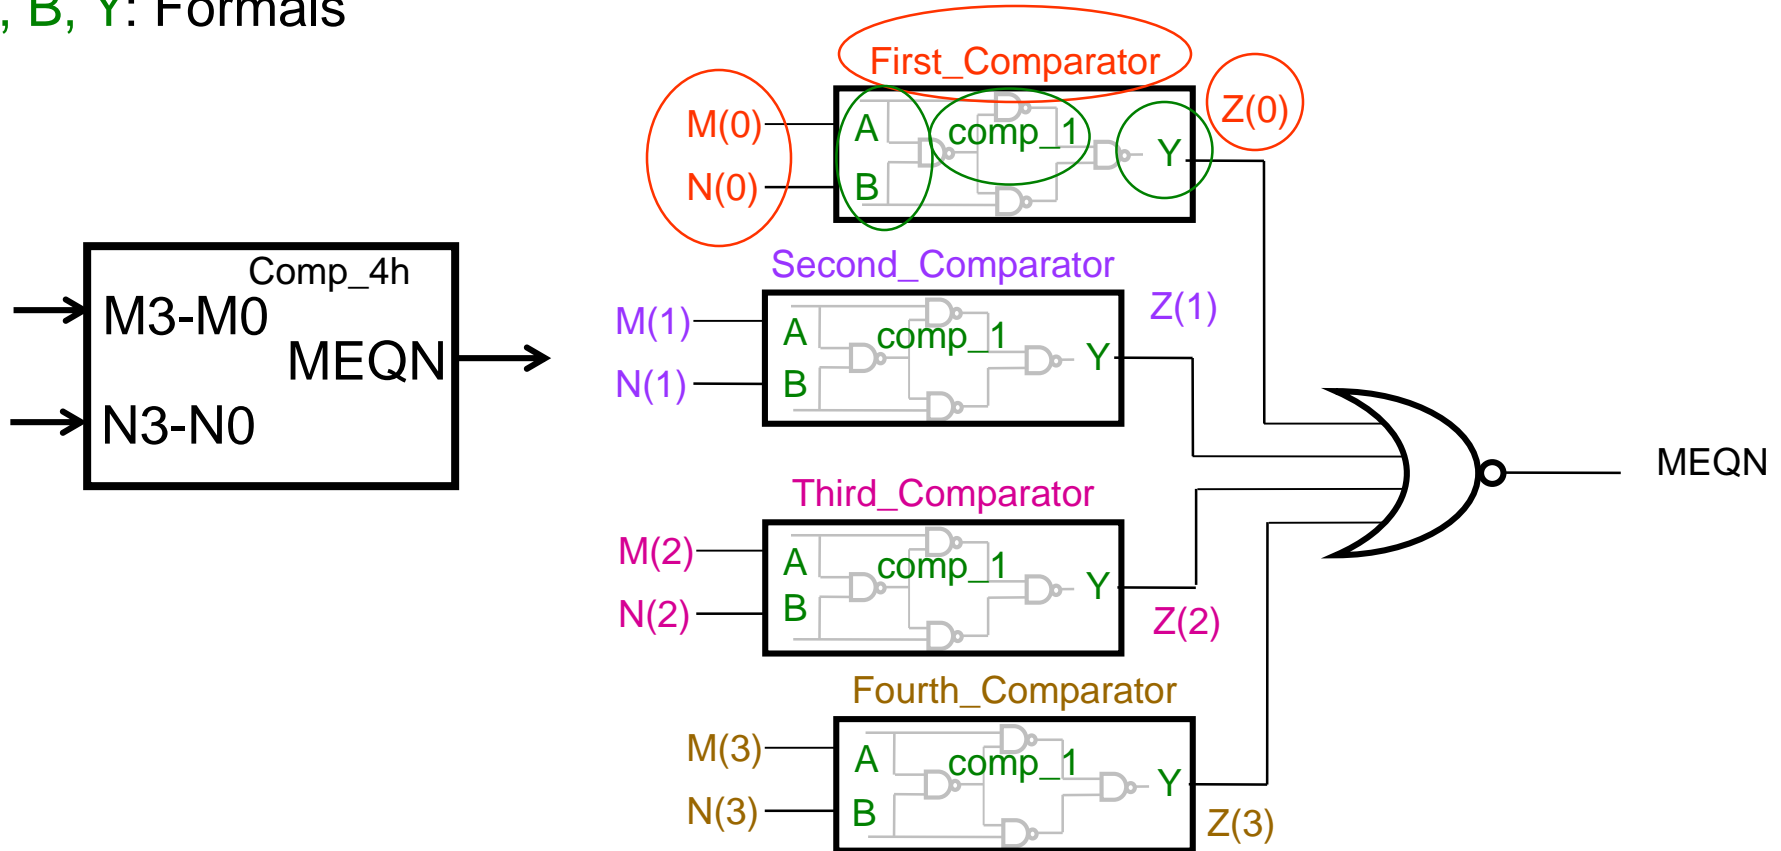 , B, Y: Formals
Comp_4h
M3-M0
MEQN
N3-N0
First_Comparator
M(0)
N(0)
A
B
comp_1
Y
Z(0)
Second_Comparator
M(1)
N(1)
A
B
comp_1
Y
Z(1)
Third_Comparator
M(2)
N(2)
A
B
comp_1
Y
Z(2)
Fourth_Comparator
M(3)
N(3)
A
B
comp_1
Y
Z(3)
MEQN